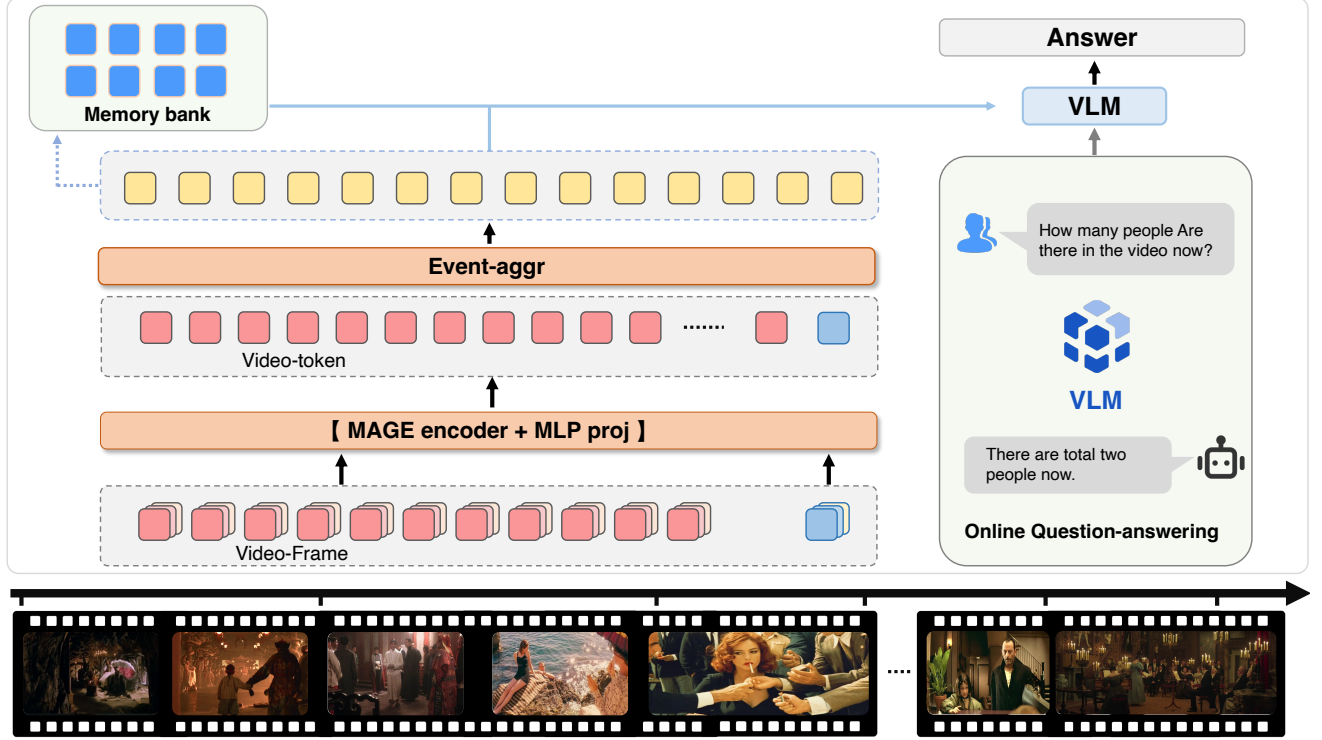 Memory bank
Answer
VLM
How many people Are
there in the video now?
Event-aggr
Video-token
.......
VLM
【 MAGE encoder + MLP proj 】
There are total two
people now.
Video-Frame
Online Question-answering
....